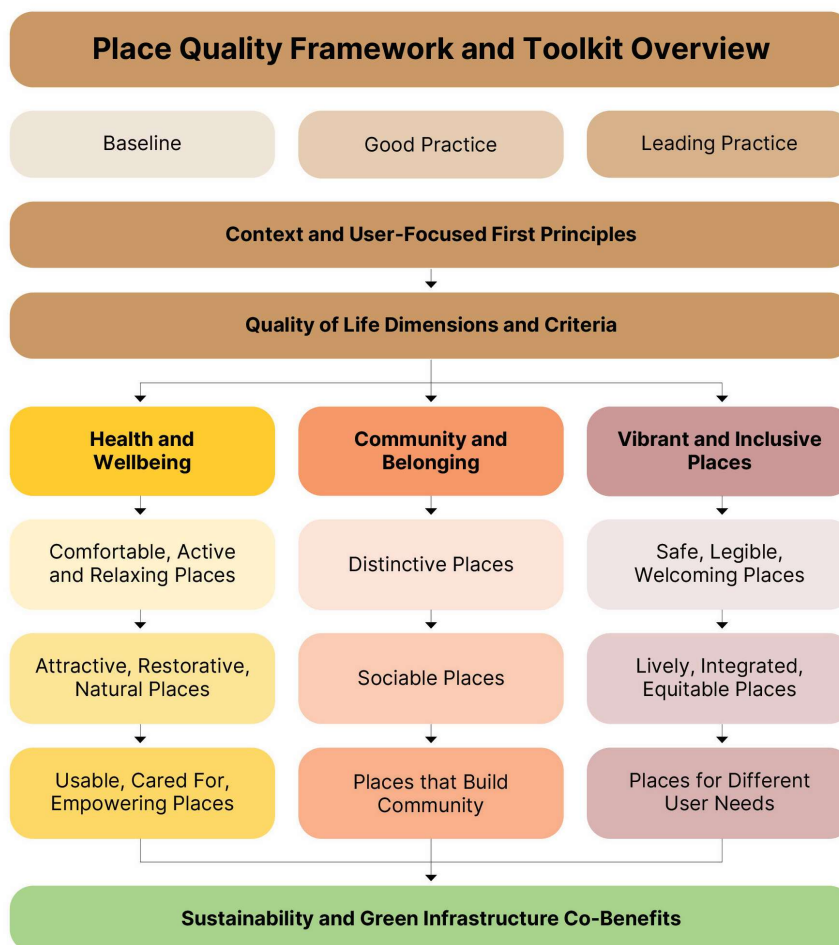 Place Quality Framework and Toolkit Overview
Baseline
Good Practice
Leading Practice
Context and User-Focused First Principles
Quality of Life Dimensions and Criteria
Health and
Wellbeing
Community and
Belonging
Vibrant and Inclusive
Places
Comfortable, Active
and Relaxing Places
Distinctive Places
Safe, Legible,
Welcoming Places
Attractive, Restorative,
Natural Places
Sociable Places
Lively, Integrated,
Equitable Places
Usable, Cared For,
Empowering Places
Places that Build
Community
Places for Different
User Needs
Sustainability and Green Infrastructure Co-Benefits